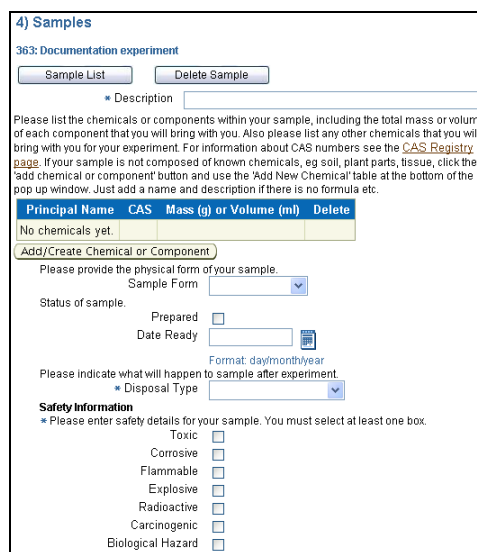 4) Samples
363: Documentation experiment
Sample List Delete Sample
* Description
Please list the chemicals or components within your sample, including the total mass or volum
of each component that you will bring with you. Also please list any other chemicals that you wil
bring with you for your experiment. For information about CAS numbers see the CAS Registry
page. If your sample is not composed of known chemicals, eg soil, plant parts, tissue, click the
'add chemical or component' button and use the 'Add New Chemical' table at the bottom of the
pop up window. Just add a name and description if there is no formula etc.
Principal Name CAS Mass (g) or Volume (ml) Delete
No chemicals yet.
Add/Create Chemical or Component
Please provide the physical form of your sample.
Sample Form
Status of sample.
Prepared
Date Ready
Format: day/month/year
Please indicate what will happen to sample after experiment.
* Disposal Type
Safety Information
* Please enter safety details for your sample. You must select at least one box.
Toxic
Corrosive
Flammable
Explosive
Radioactive
Carcinogenic
Biological Hazard